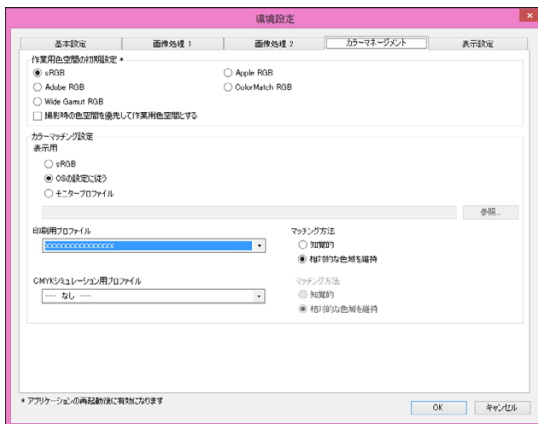 環境設定
基本設定
画像処理 1
画像処理 2
カラーマネージメント
表示設定
作業用色空間の初期設定 *
sRGB
Apple RGB
Adobe RGB
ColorMatch RGB
Wide Gamut RGB
撮影時の色空間を優先して作業用色空間とする
カラーマッチング設定
表示用
sRGB
OSの設定に従う
モニタープロファイル
参照...
印刷用プロファイル
マッチング方法
XXXXXXXXXXXXXXX
知覚的
相対的な色域を維持
CMYKシミュレーション用プロファイル
マッチング方法
--- なし ---
知覚的
相対的な色域を維持
* アプリケーションの再起動後に有効になります
OK
キャンセル